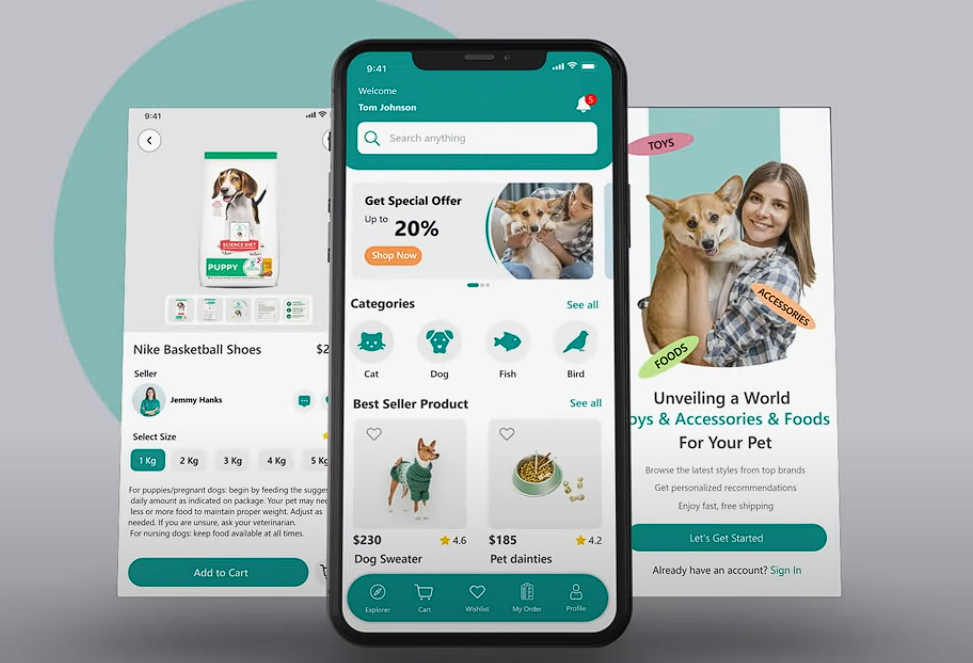 9:41
SCIENCE DIET
PUPPY
Nike Basketball Shoes
$2
Seller
Jemmy Hanks
Select Size
1 Kg
2 Kg
3 Kg
4 Kg
5 Kg
For puppies/pregnant dogs: begin by feeding the sugges
daily amount as indicated on package. Your pet may nee
less or more food to maintain proper weight. Adjust as
needed. If you are unsure, ask your veterinarian.
For nursing dogs: keep food available at all times.
Add to Cart
9:41
Welcome
Tom Johnson
5
Search anything
Get Special Offer
Up to 20%
Shop Now
Categories
See all
Cat
Dog
Fish
Bird
Best Seller Product
See all
$230
4.6
Dog Sweater
$185
4.2
Pet dainties
Explorer
Cart
Wishlist
My Order
Profile
TOYS
ACCESSORIES
FOODS
Unveiling a World
oys & Accessories & Foods
For Your Pet
Browse the latest styles from top brands
Get personalized recommendations
Enjoy fast, free shipping
Let's Get Started
Already have an account? Sign In